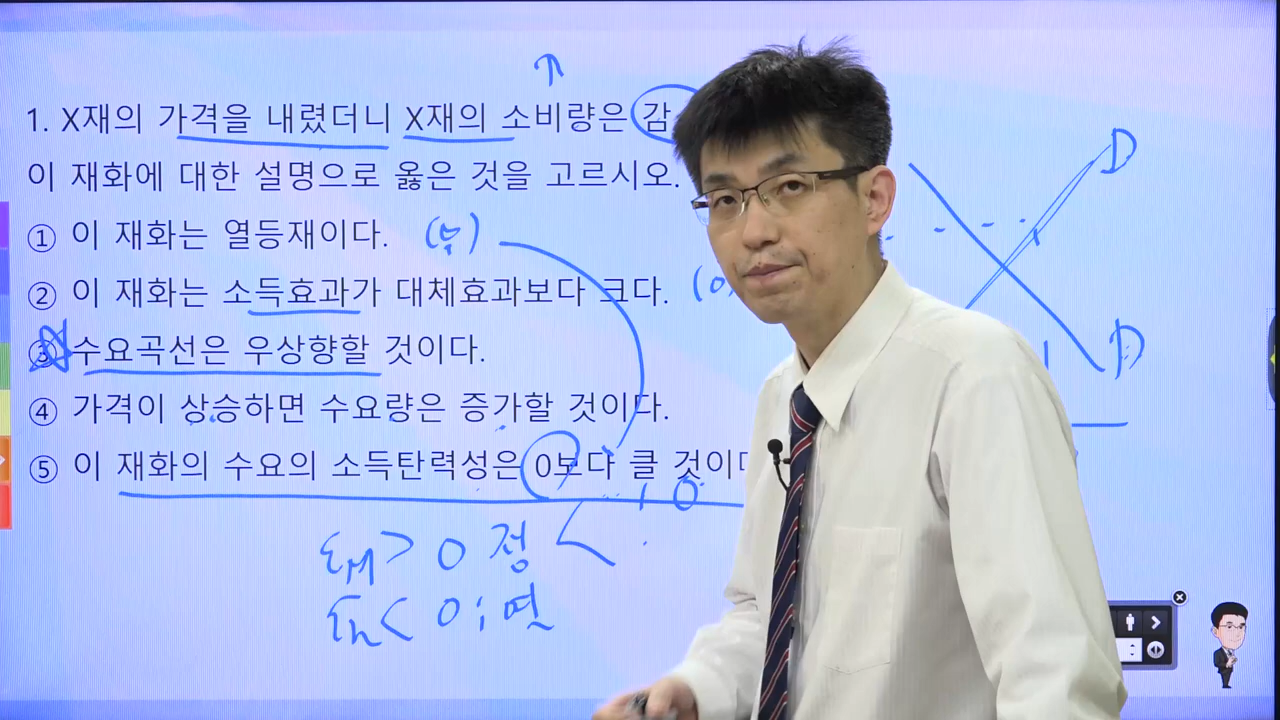 1. X재의 가격을 내렸더니 X재의 소비량은 감
이 재화에 대한 설명으로 옳은 것을 고르시오.
① 이 재화는 열등재이다.
② 이 재화는 소득효과가 대체효과보다 크다. (o
③ 수요곡선은 우상향할 것이다.
④ 가격이 상승하면 수요량은 증가할 것이다.
⑤ 이 재화의 수요의 소득탄력성은 0보다 클 것이다
> 0 정 <
< 0 : 면
D
D